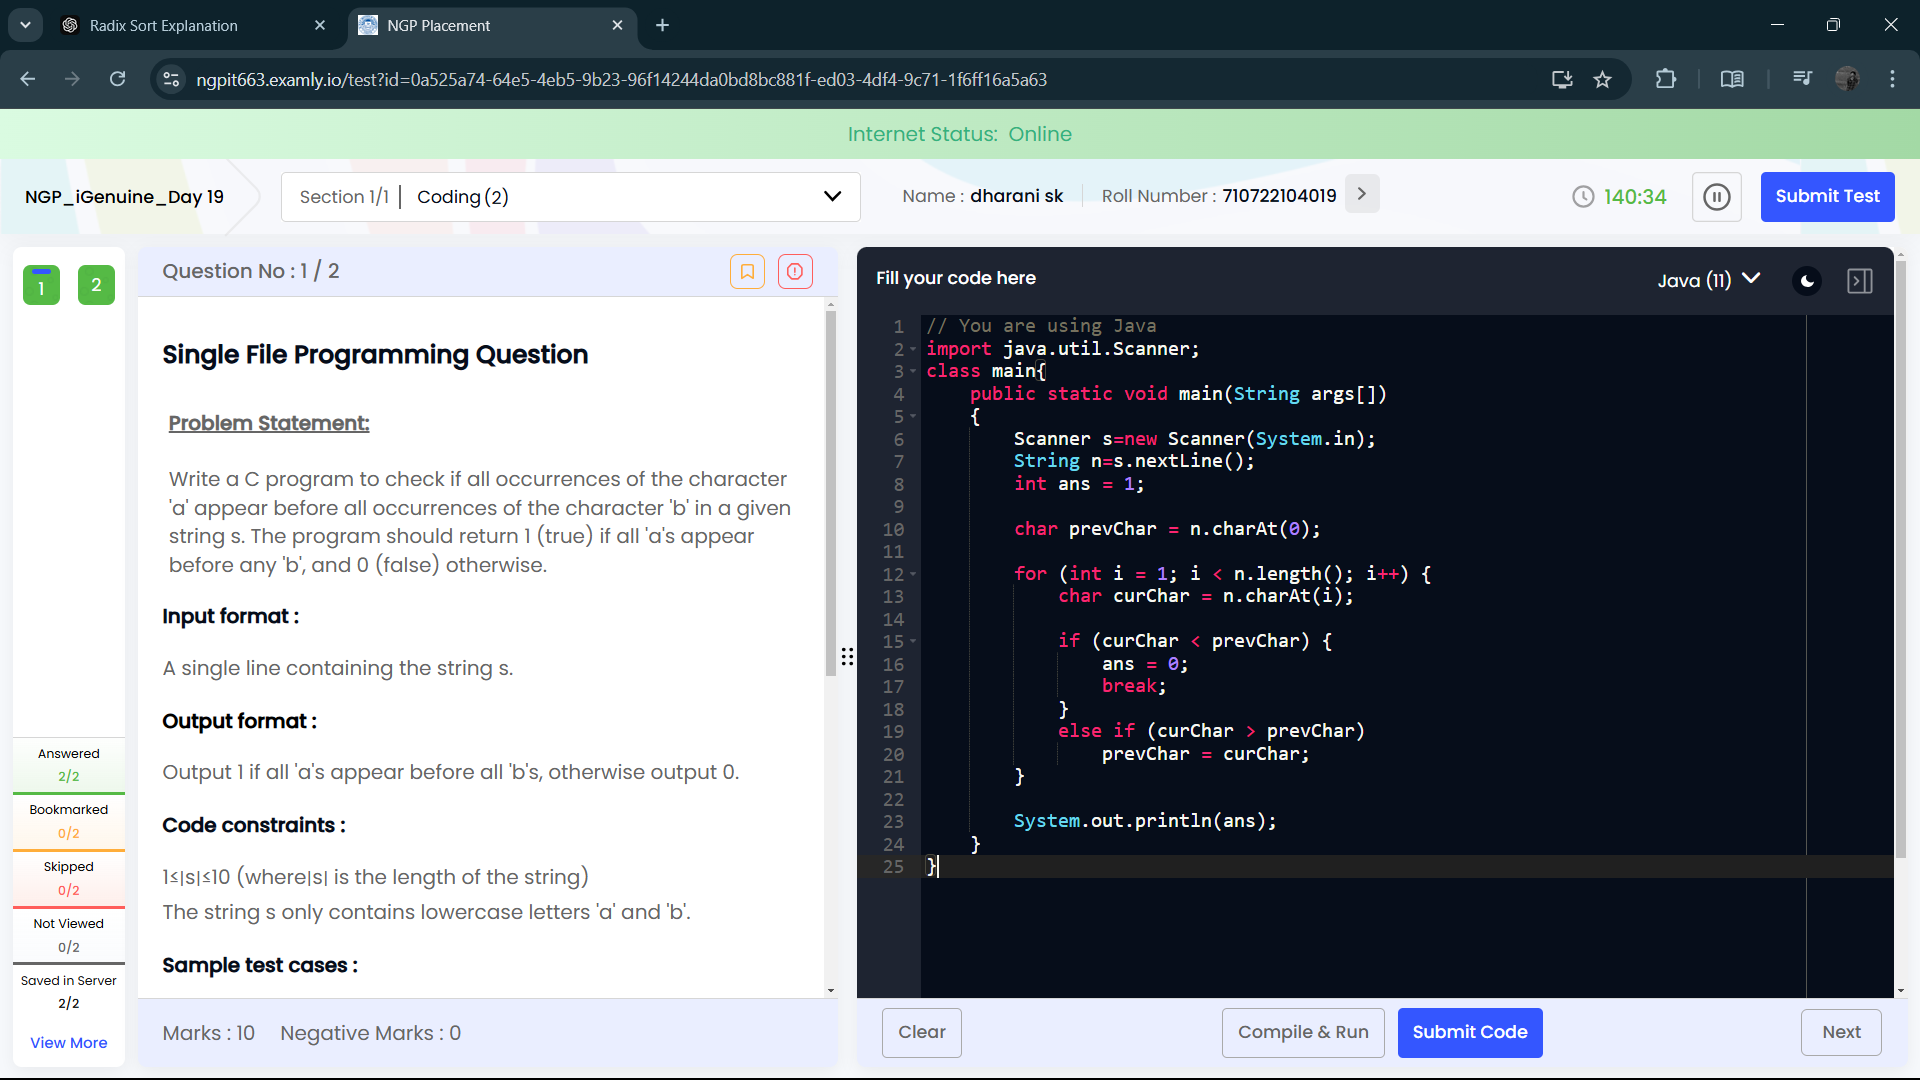 Radix Sort Explanation
NGP Placement
ngpit663.examly.io/test?id=0a525a74-64e5-4eb5-9b23-96f14244da0bd8bc881f-ed03-4df4-9c71-1f6ff16a5a63
Internet Status: Online
NGP_iGenuine_Day 19
Section 1/1 | Coding (2)
Name : dharani sk
Roll Number : 710722104019
140:34
Submit Test
1
2
Question No : 1 / 2
Single File Programming Question
Problem Statement:
Write a C program to check if all occurrences of the character
'a' appear before all occurrences of the character 'b' in a given
string s. The program should return 1 (true) if all 'a's appear
before any 'b', and 0 (false) otherwise.
Input format :
A single line containing the string s.
Output format :
Output 1 if all 'a's appear before all 'b's, otherwise output 0.
Code constraints :
1≤|s|≤10 (where|s| is the length of the string)
The string s only contains lowercase letters 'a' and 'b'.
Sample test cases :
Marks : 10 Negative Marks : 0
Answered
2/2
Bookmarked
0/2
Skipped
0/2
Not Viewed
0/2
Saved in Server
2/2
View More
Fill your code here
Java (11)
1 // You are using Java
2 import java.util.Scanner;
3 class main{
4 public static void main(String args[])
5 {
6 Scanner s=new Scanner(System.in);
7 String n=s.nextLine();
8 int ans = 1;
9
10 char prevChar = n.charAt(0);
11
12 for (int i = 1; i < n.length(); i++) {
13 char curChar = n.charAt(i);
14
15 if (curChar < prevChar) {
16 ans = 0;
17 break;
18 }
19 else if (curChar > prevChar)
20 prevChar = curChar;
21 }
22
23 System.out.println(ans);
24 }
25 }
Clear
Compile & Run
Submit Code
Next